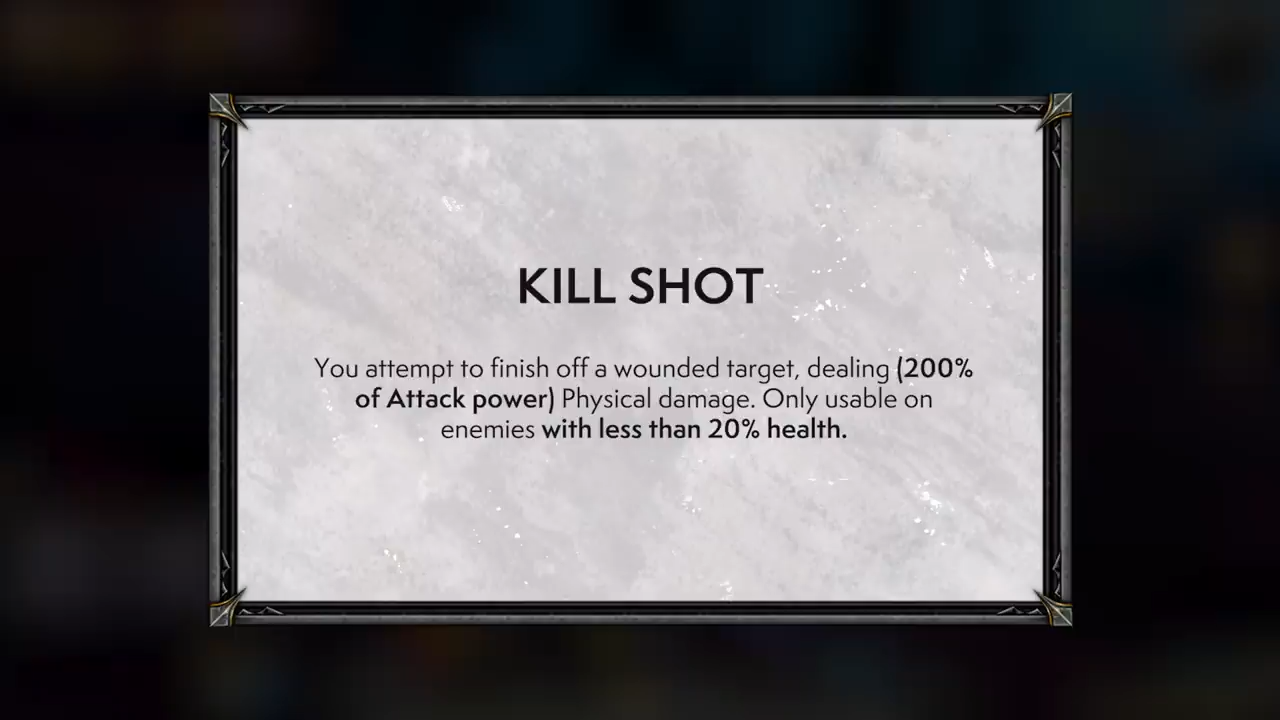 KILL SHOT
You attempt to finish off a wounded target, dealing (200%
of Attack power) Physical damage. Only usable on
enemies with less than 20% health.